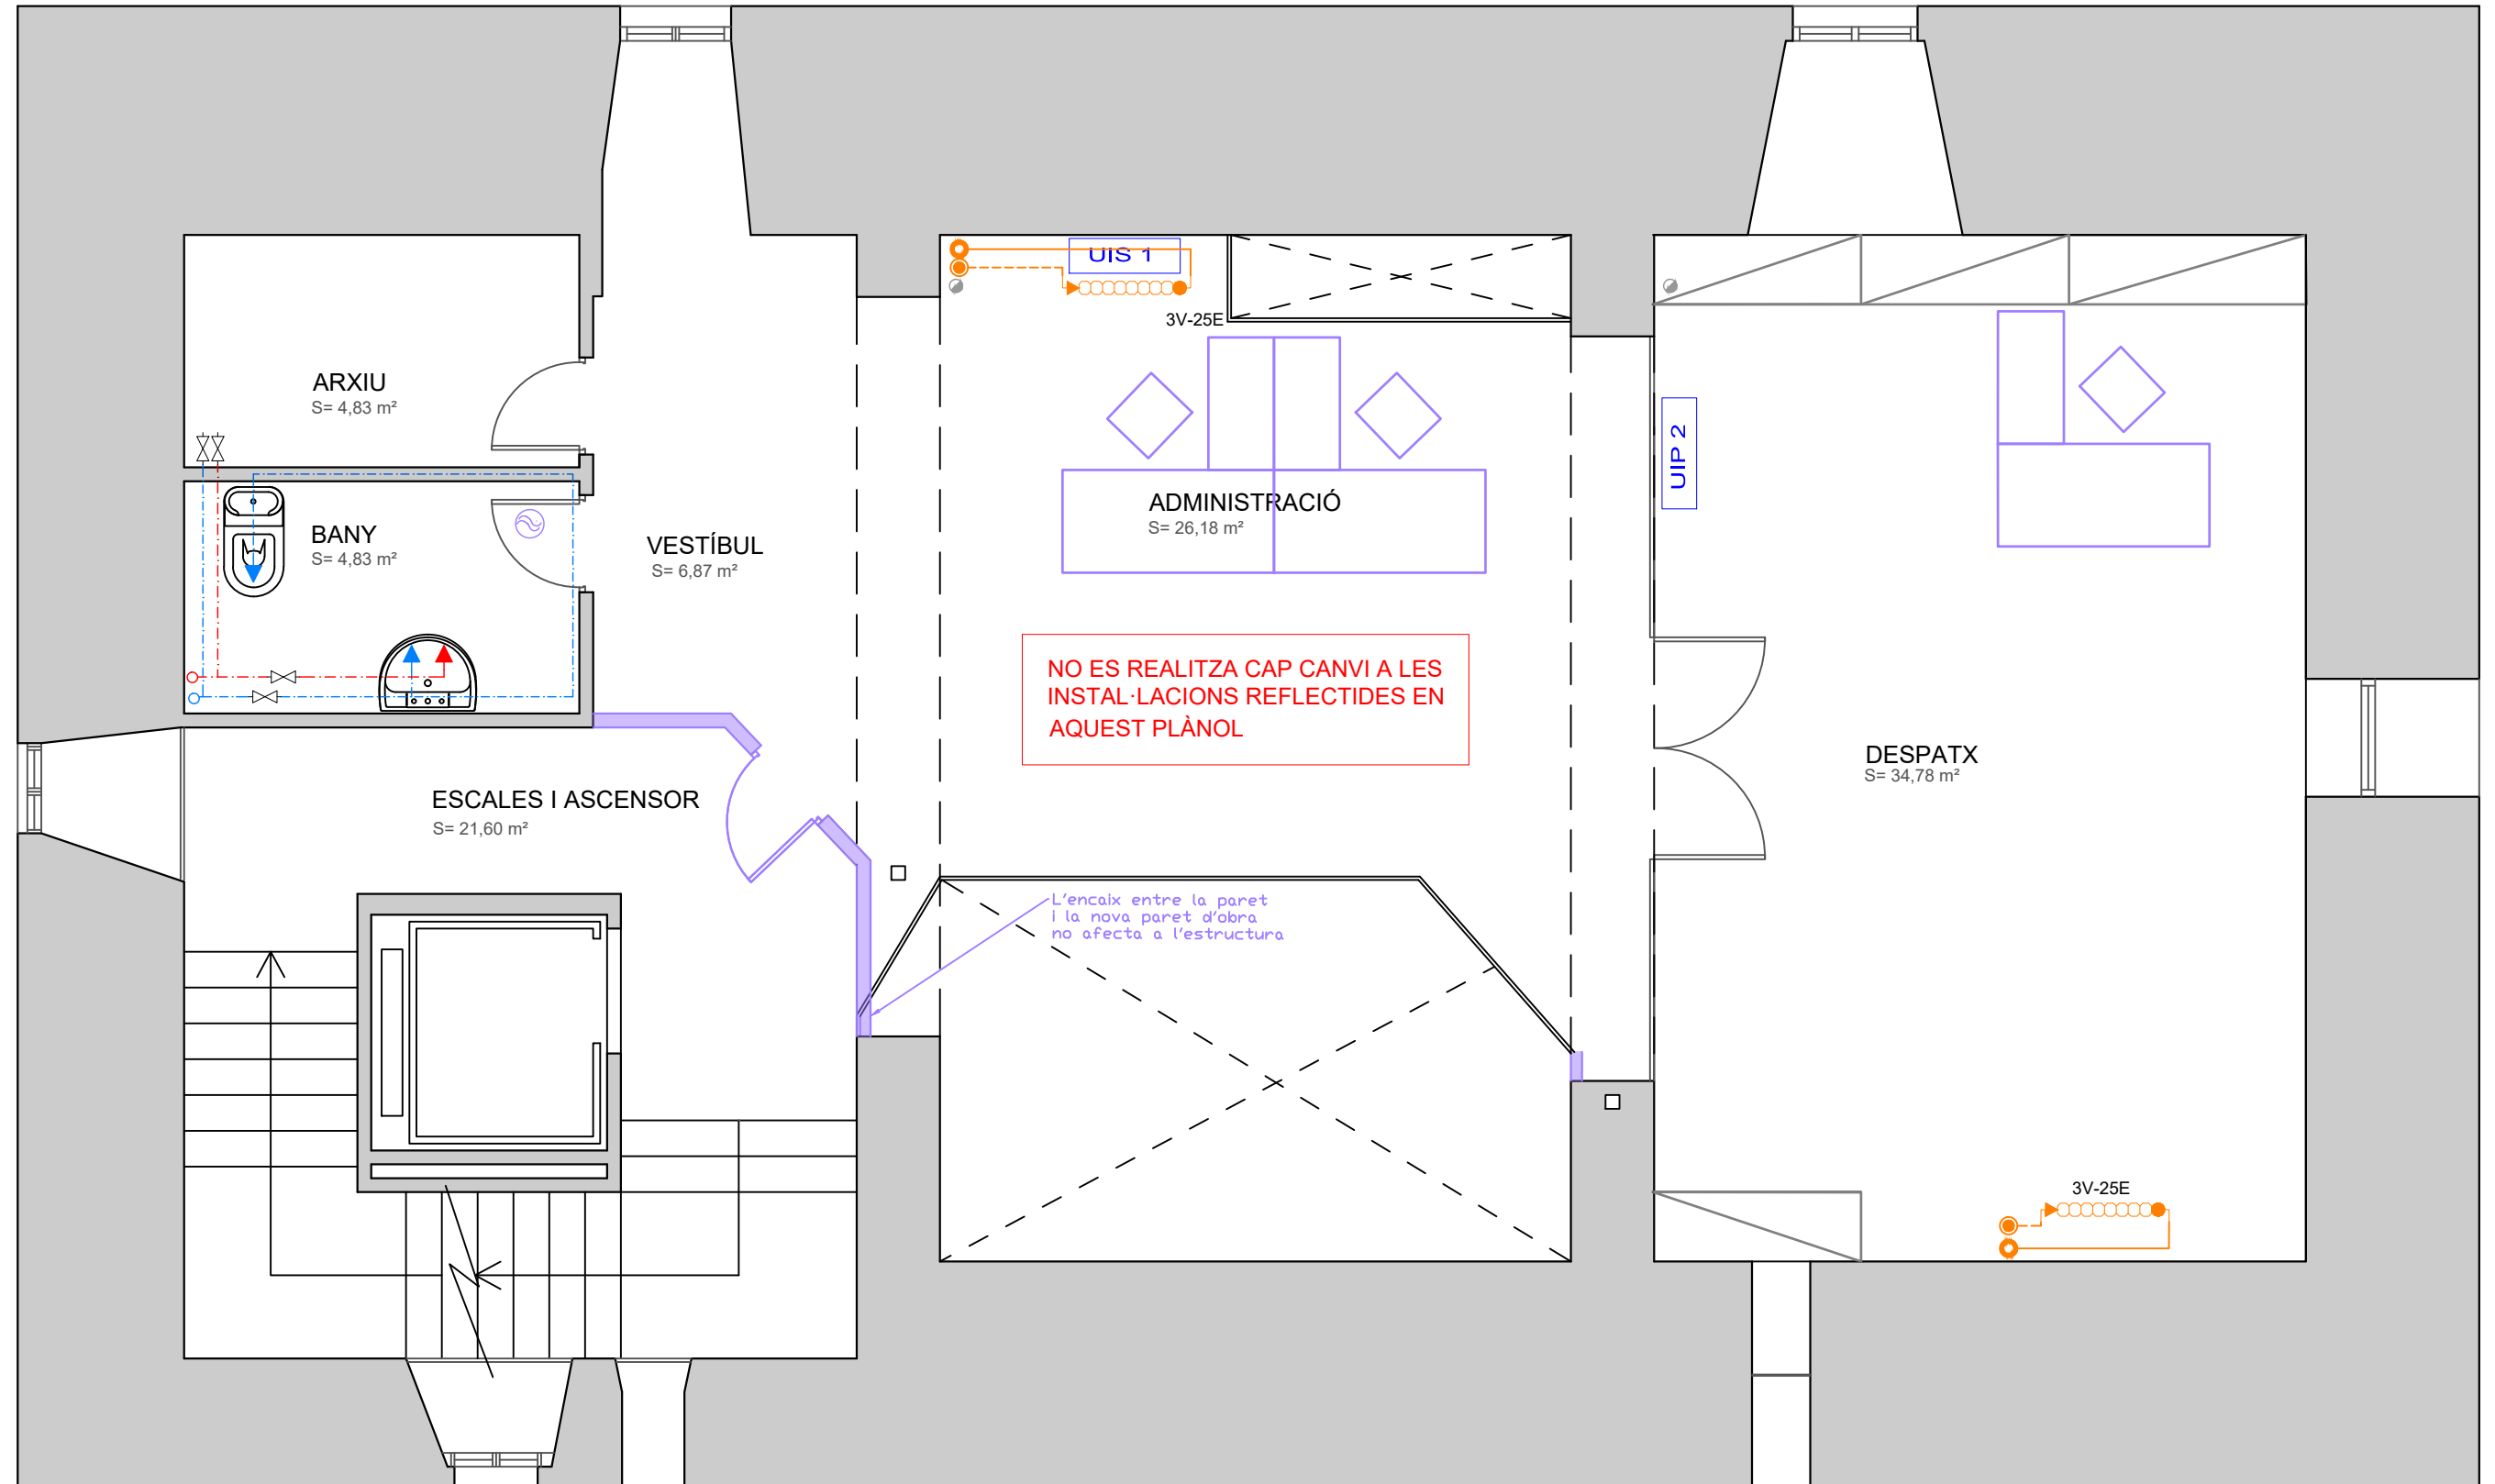 UIS 1
3V-25E
ARXIU
S= 4,83 m²
UIP 2
ADMINISTRACIÓ
S= 26,18 m²
BANY
S= 4,83 m²
VESTÍBUL
S= 6,87 m²
NO ES REALITZA CAP CANVI A LES
INSTAL·LACIONS REFLECTIDES EN
AQUEST PLÀNOL
DESPATX
S= 34,78 m²
ESCALES I ASCENSOR
S= 21,60 m²
L'encaix entre la paret
i la nova paret d'obra
no afecta a l'estructura
3V-25E